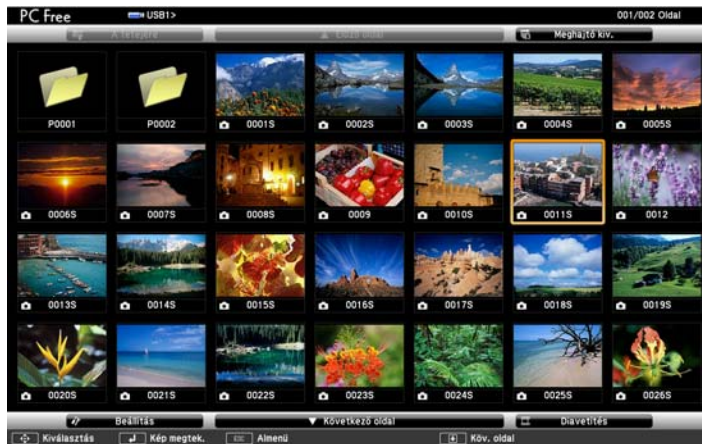 PC Free USB1> 001/002 Oldal
A tetejére ▲ Előző oldal Meghajtó kiv.
P0001 P0002 0001S 0002S 0003S 0004S 0005S
0006S 0007S 0008S 0009 0010S 0011S 0012
0013S 0014S 0015S 0016S 0017S 0018S 0019S
0020S 0021S 0022S 0023S 0024S 0025S 0026S
Beállítás ▼ Következő oldal Diavetítés
Kiválasztás Kép megtek. Esc Almenü Köv. oldal